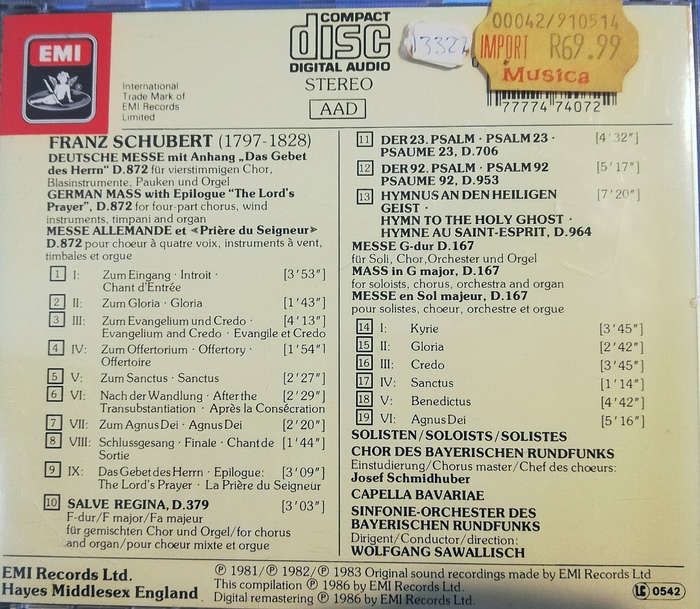 EMI
International
Trade Mark of
EMI Records
Limited
COMPACT
disc
DIGITAL AUDIO
STEREO
AAD
13327
00042/910514
IMPORT R69.99
Musica
77774 74072
FRANZ SCHUBERT (1797-1828)
DEUTSCHE MESSE mit Anhang „Das Gebet
des Herrn" D.872 für vierstimmigen Chor,
Blasinstrumente, Pauken und Orgel
GERMAN MASS with Epilogue "The Lord's
Prayer", D.872 for four-part chorus, wind
instruments, timpani and organ
MESSE ALLEMANDE et «Prière du Seigneur»
D.872 pour choeur à quatre voix, instruments à vent,
timbales et orgue
1 I: Zum Eingang · Introit · [3'53"]
Chant d'Entrée
2 II: Zum Gloria · Gloria [1'43"]
3 III: Zum Evangelium und Credo · [4'13"]
Evangelium and Credo · Evangile et Credo
4 IV: Zum Offertorium · Offertory · [1'54"]
Offertoire
5 V: Zum Sanctus · Sanctus [2'27"]
6 VI: Nach der Wandlung · After the [2'29"]
Transubstantiation · Après la Consécration
7 VII: Zum Agnus Dei · Agnus Dei [2'20"]
8 VIII: Schlussgesang · Finale · Chant de [1'44"]
Sortie
9 IX: Das Gebet des Herrn · Epilogue: [3'09"]
The Lord's Prayer · La Prière du Seigneur
10 SALVE REGINA, D.379 [3'03"]
F-dur/F major/Fa majeur
für gemischten Chor und Orgel/for chorus
and organ/pour choeur mixte et orgue
11 DER 23. PSALM · PSALM 23 · [4'32"]
PSAUME 23, D.706
12 DER 92. PSALM · PSALM 92 [5'17"]
PSAUME 92, D.953
13 HYMNUS AN DEN HEILIGEN [7'20"]
GEIST ·
HYMN TO THE HOLY GHOST ·
HYMNE AU SAINT-ESPRIT, D.964
MESSE G-dur D.167
für Soli, Chor, Orchester und Orgel
MASS in G major, D.167
for soloists, chorus, orchestra and organ
MESSE en Sol majeur, D.167
pour solistes, choeur, orchestre et orgue
14 I: Kyrie [3'45"]
15 II: Gloria [2'42"]
16 III: Credo [3'45"]
17 IV: Sanctus [1'14"]
18 V: Benedictus [4'42"]
19 VI: Agnus Dei [5'16"]
SOLISTEN/SOLOISTS/SOLISTES
CHOR DES BAYERISCHEN RUNDFUNKS
Einstudierung/Chorus master/Chef des choeurs:
Josef Schmidhuber
CAPELLA BAVARIAE
SINFONIE-ORCHESTER DES
BAYERISCHEN RUNDFUNKS
Dirigent/Conductor/direction:
WOLFGANG SAWALLISCH
EMI Records Ltd.
Hayes Middlesex England
℗ 1981/℗ 1982/℗ 1983 Original sound recordings made by EMI Records Ltd
This compilation ℗ 1986 by EMI Records Ltd.
Digital remastering ℗ 1986 by EMI Records Ltd.
LC 0542